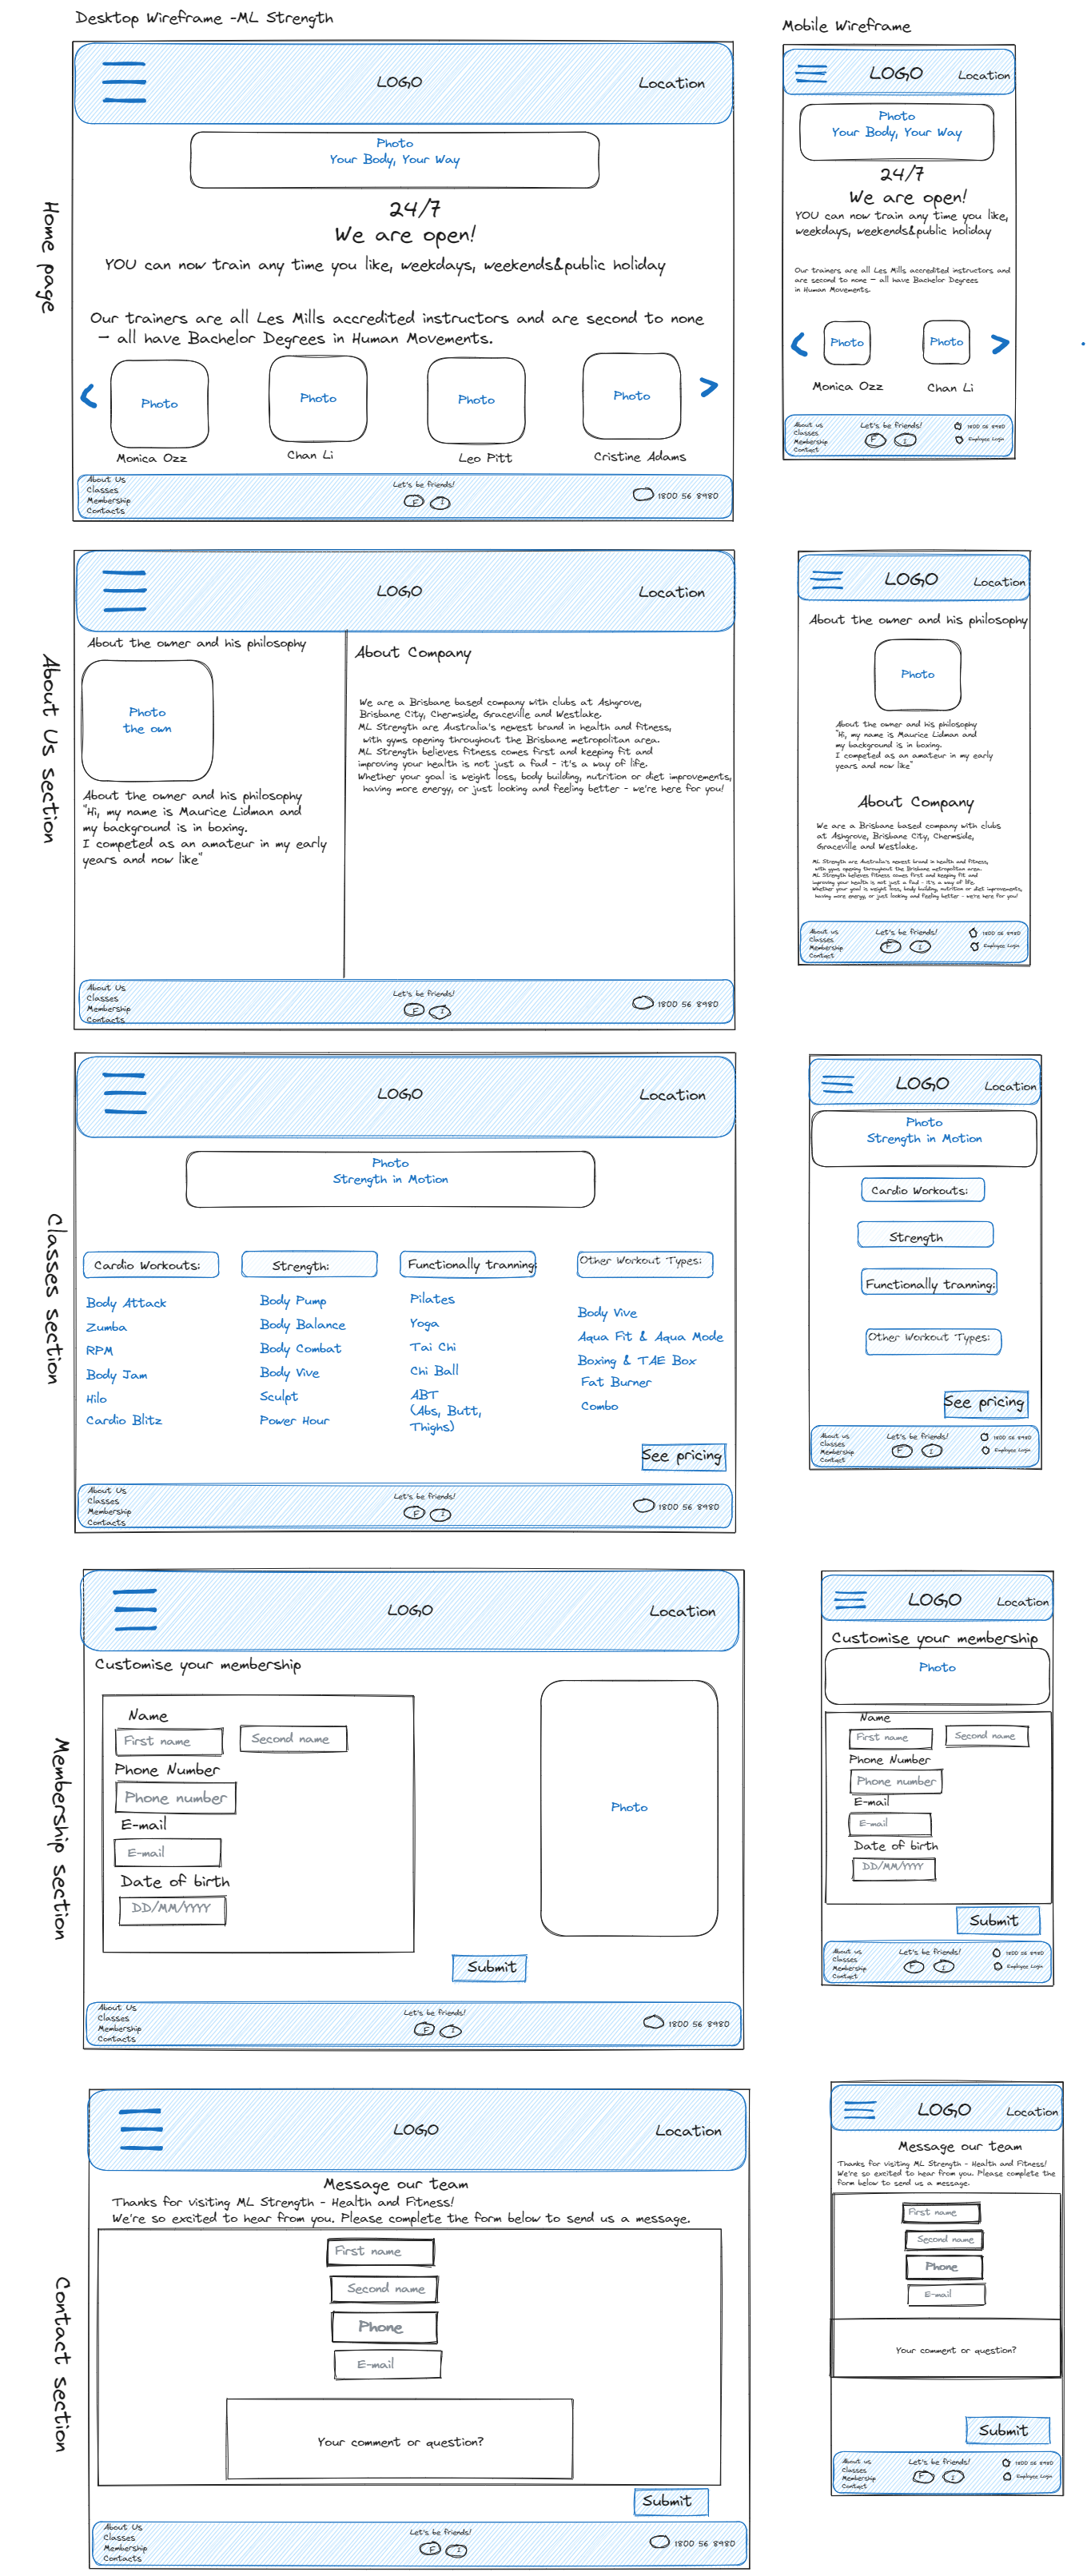 Desktop Wireframe -ML Strength
Home page
LOGO
Location
Photo
Your Body, Your Way
24/7
We are open!
YOU can now train any time you like, weekdays, weekends&public holiday
Our trainers are all Les Mills accredited instructors and are second to none
– all have Bachelor Degrees in Human Movements.
Photo
Photo
Photo
Photo
Monica Ozz
Chan Li
Leo Pitt
Cristine Adams
About Us
Classes
Membership
Contacts
Let's be friends!
F
I
1800 56 8980
Mobile Wireframe
LOGO
Location
Photo
Your Body, Your Way
24/7
We are open!
YOU can now train any time you like,
weekdays, weekends&public holiday
Our trainers are all Les Mills accredited instructors and
are second to none – all have Bachelor Degrees
in Human Movements.
Photo
Photo
Monica Ozz
Chan Li
About us
Classes
Membership
Contact
Let's be friends!
F
I
1800 56 8980
Employee Login
About Us section
LOGO
Location
About the owner and his philosophy
Photo
the own
About the owner and his philosophy
"Hi, my name is Maurice Lidman and
my background is in boxing.
I competed as an amateur in my early
years and now like"
About Company
We are a Brisbane based company with clubs at Ashgrove,
Brisbane City, Chermside, Graceville and Westlake.
ML Strength are Australia's newest brand in health and fitness,
with gyms opening throughout the Brisbane metropolitan area.
ML Strength believes fitness comes first and keeping fit and
improving your health is not just a fad - it's a way of life.
Whether your goal is weight loss, body building, nutrition or diet improvements,
having more energy, or just looking and feeling better - we're here for you!
About Us
Classes
Membership
Contacts
Let's be friends!
F
I
1800 56 8980
LOGO
Location
About the owner and his philosophy
Photo
About the owner and his philosophy
"Hi, my name is Maurice Lidman and
my background is in boxing.
I competed as an amateur in my early
years and now like"
About Company
We are a Brisbane based company with clubs
at Ashgrove, Brisbane City, Chermside,
Graceville and Westlake.
ML Strength are Australia's newest brand in health and fitness,
with gyms opening throughout the Brisbane metropolitan area.
ML Strength believes fitness comes first and keeping fit and
improving your health is not just a fad - it's a way of life.
Whether your goal is weight loss, body building, nutrition or diet improvements,
having more energy, or just looking and feeling better - we're here for you!
About us
Classes
Membership
Contact
Let's be friends!
F
I
1800 56 8980
Employee Login
Classes section
LOGO
Location
Photo
Strength in Motion
Cardio Workouts:
Body Attack
Zumba
RPM
Body Jam
Hilo
Cardio Blitz
Strength:
Body Pump
Body Balance
Body Combat
Body Vive
Sculpt
Power Hour
Functionally tranning:
Pilates
Yoga
Tai Chi
Chi Ball
ABT
(Abs, Butt,
Thighs)
Other Workout Types:
Body Vive
Aqua Fit & Aqua Mode
Boxing & TAE Box
Fat Burner
Combo
See pricing
About Us
Classes
Membership
Contacts
Let's be friends!
F
I
1800 56 8980
LOGO
Location
Photo
Strength in Motion
Cardio Workouts:
Strength
Functionally tranning:
Other Workout Types:
See pricing
About us
Classes
Membership
Contact
Let's be friends!
F
I
1800 56 8980
Employee Login
Membership section
LOGO
Location
Customise your membership
Name
First name
Second name
Phone Number
Phone number
E-mail
E-mail
Date of birth
DD/MM/YYYY
Photo
Submit
About Us
Classes
Membership
Contacts
Let's be friends!
F
I
1800 56 8980
LOGO
Location
Customise your membership
Photo
Name
First name
Second name
Phone Number
Phone number
E-mail
E-mail
Date of birth
DD/MM/YYYY
Submit
About us
Classes
Membership
Contact
Let's be friends!
F
I
1800 56 8980
Employee Login
Contact section
LOGO
Location
Message our team
Thanks for visiting ML Strength - Health and Fitness!
We're so excited to hear from you. Please complete the form below to send us a message.
First name
Second name
Phone
E-mail
Your comment or question?
Submit
About Us
Classes
Membership
Contacts
Let's be friends!
F
I
1800 56 8980
LOGO
Location
Message our team
Thanks for visiting ML Strength - Health and Fitness!
We're so excited to hear from you. Please complete the
form below to send us a message.
First name
Second name
Phone
E-mail
Your comment or question?
Submit
About us
Classes
Membership
Contact
Let's be friends!
F
I
1800 56 8980
Employee Login